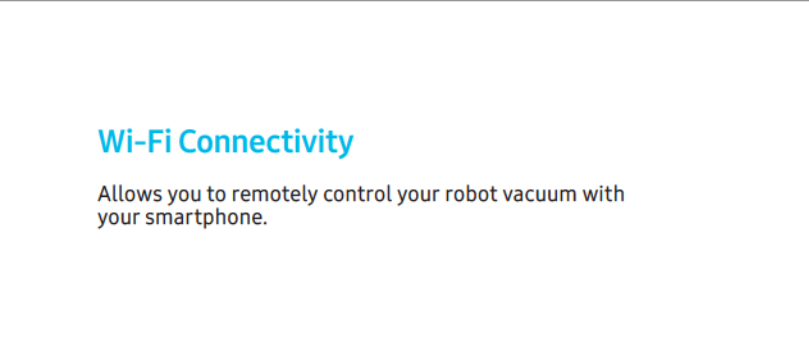 Wi-Fi Connectivity
Allows you to remotely control your robot vacuum with
your smartphone.